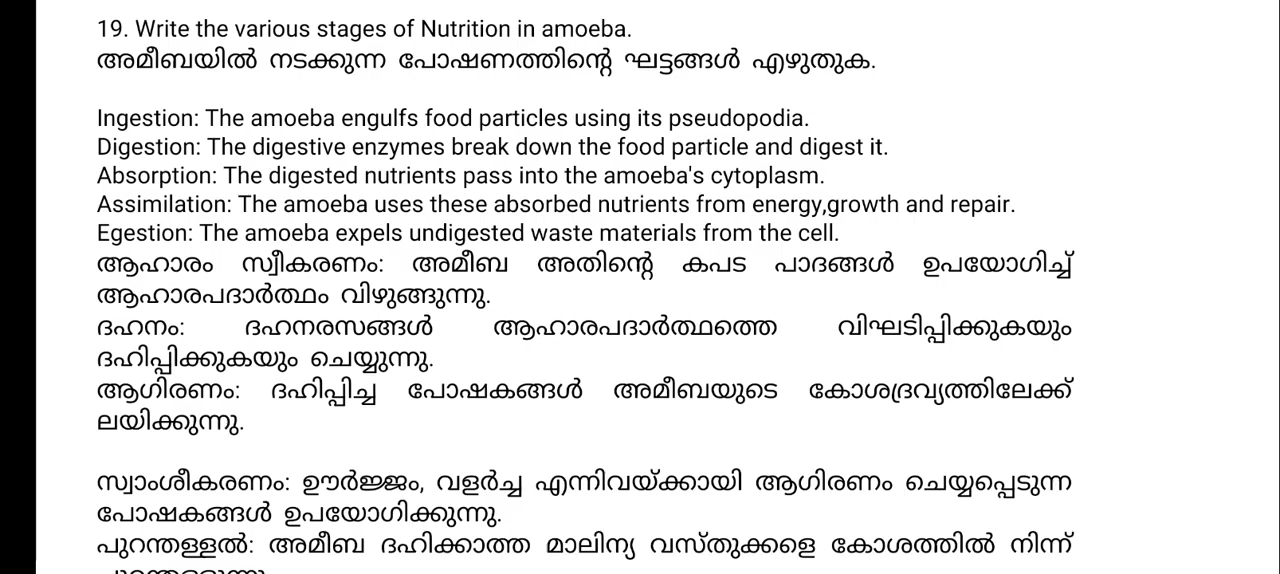 19. Write the various stages of Nutrition in amoeba.
അമീബയിൽ നടക്കുന്ന പോഷണത്തിന്റെ ഘട്ടങ്ങൾ എഴുതുക.
Ingestion: The amoeba engulfs food particles using its pseudopodia.
Digestion: The digestive enzymes break down the food particle and digest it.
Absorption: The digested nutrients pass into the amoeba's cytoplasm.
Assimilation: The amoeba uses these absorbed nutrients from energy,growth and repair.
Egestion: The amoeba expels undigested waste materials from the cell.
ആഹാരം സ്വീകരണം: അമീബ അതിന്റെ കപട പാദങ്ങൾ ഉപയോഗിച്ച്
ആഹാരപദാർത്ഥം വിഴുങ്ങുന്നു.
ദഹനം: ദഹനരസങ്ങൾ ആഹാരപദാർത്ഥത്തെ വിഘടിപ്പിക്കുകയും
ദഹിപ്പിക്കുകയും ചെയ്യുന്നു.
ആഗിരണം: ദഹിപ്പിച്ച പോഷകങ്ങൾ അമീബയുടെ കോശദ്രവ്യത്തിലേക്ക്
ലയിക്കുന്നു.
സ്വാംശീകരണം: ഊർജ്ജം, വളർച്ച എന്നിവയ്ക്കായി ആഗിരണം ചെയ്യപ്പെടുന്ന
പോഷകങ്ങൾ ഉപയോഗിക്കുന്നു.
പുറന്തള്ളൽ: അമീബ ദഹിക്കാത്ത മാലിന്യ വസ്തുക്കളെ കോശത്തിൽ നിന്ന്